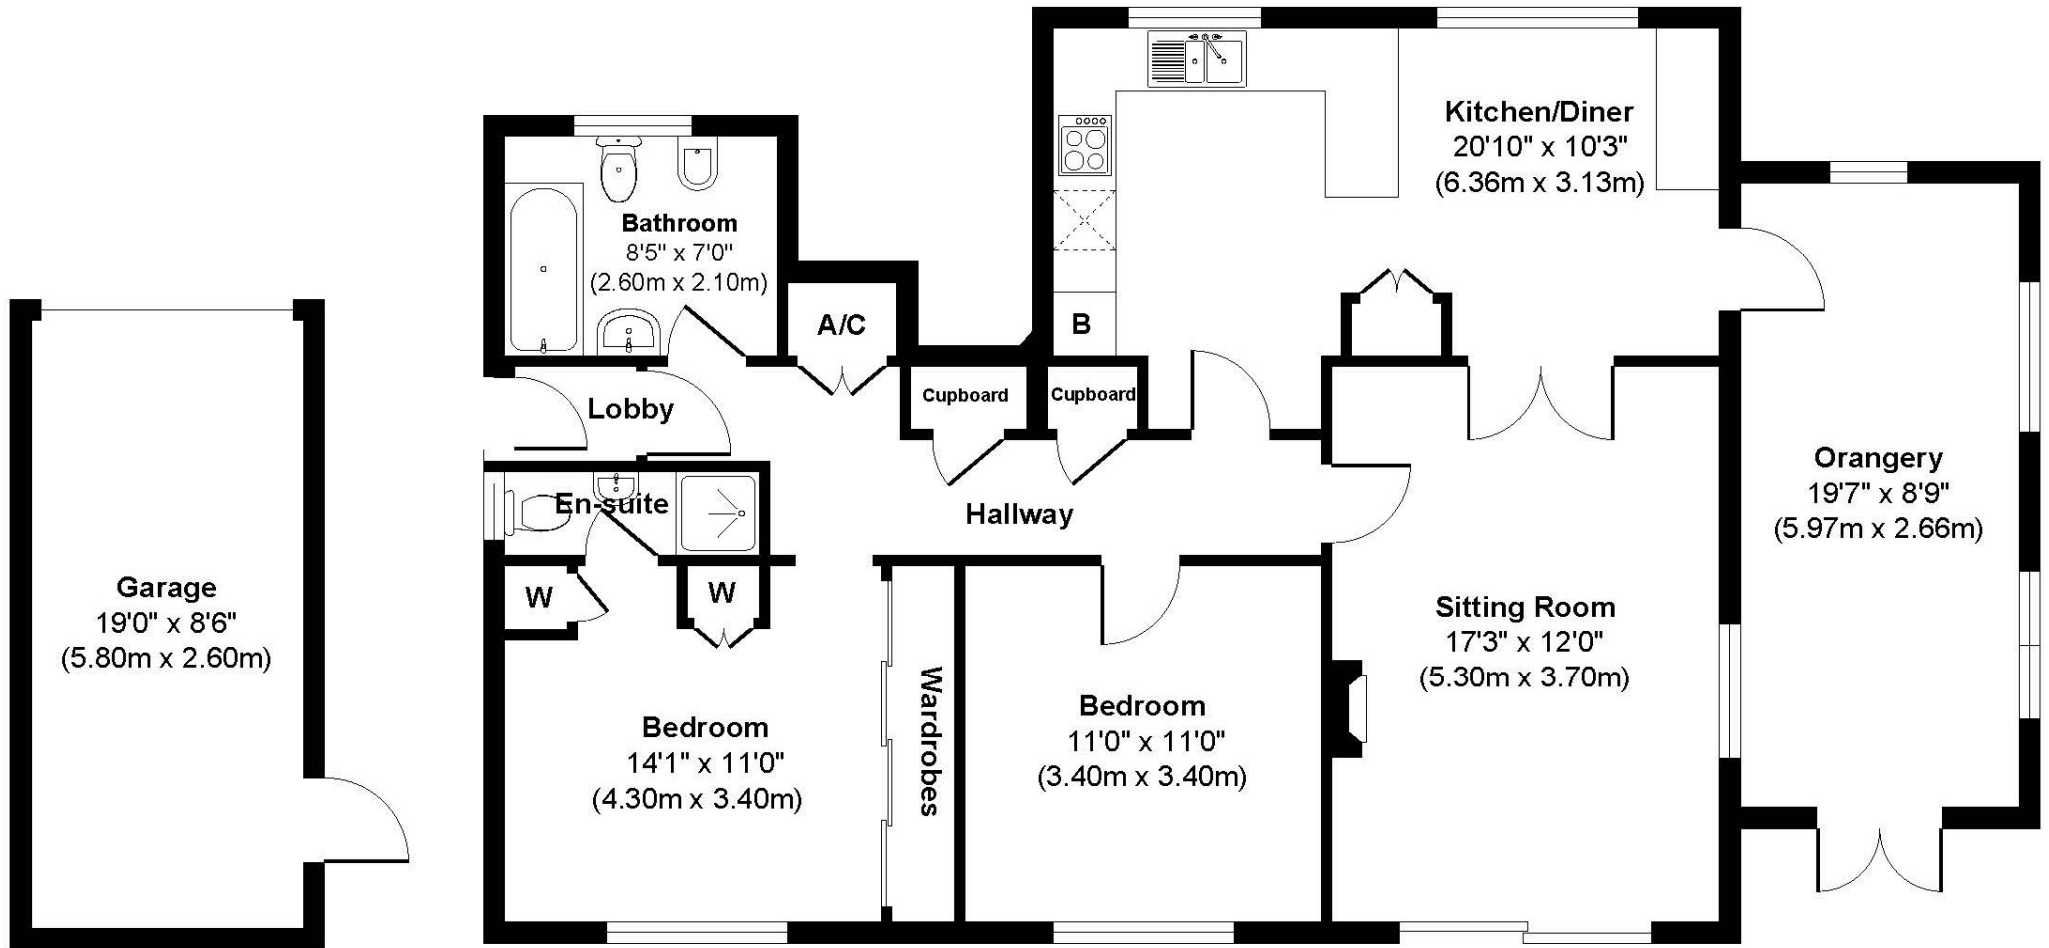 Kitchen/Diner
20'10" x 10'3"
(6.36m x 3.13m)
Bathroom
8'5" x 7'0"
(2.60m x 2.10m)
A/C
B
Lobby
Cupboard
Cupboard
En-suite
Hallway
Orangery
19'7" x 8'9"
(5.97m x 2.66m)
Garage
19'0" x 8'6"
(5.80m x 2.60m)
W
W
Sitting Room
17'3" x 12'0"
(5.30m x 3.70m)
Bedroom
14'1" x 11'0"
(4.30m x 3.40m)
Wardrobes
Bedroom
11'0" x 11'0"
(3.40m x 3.40m)